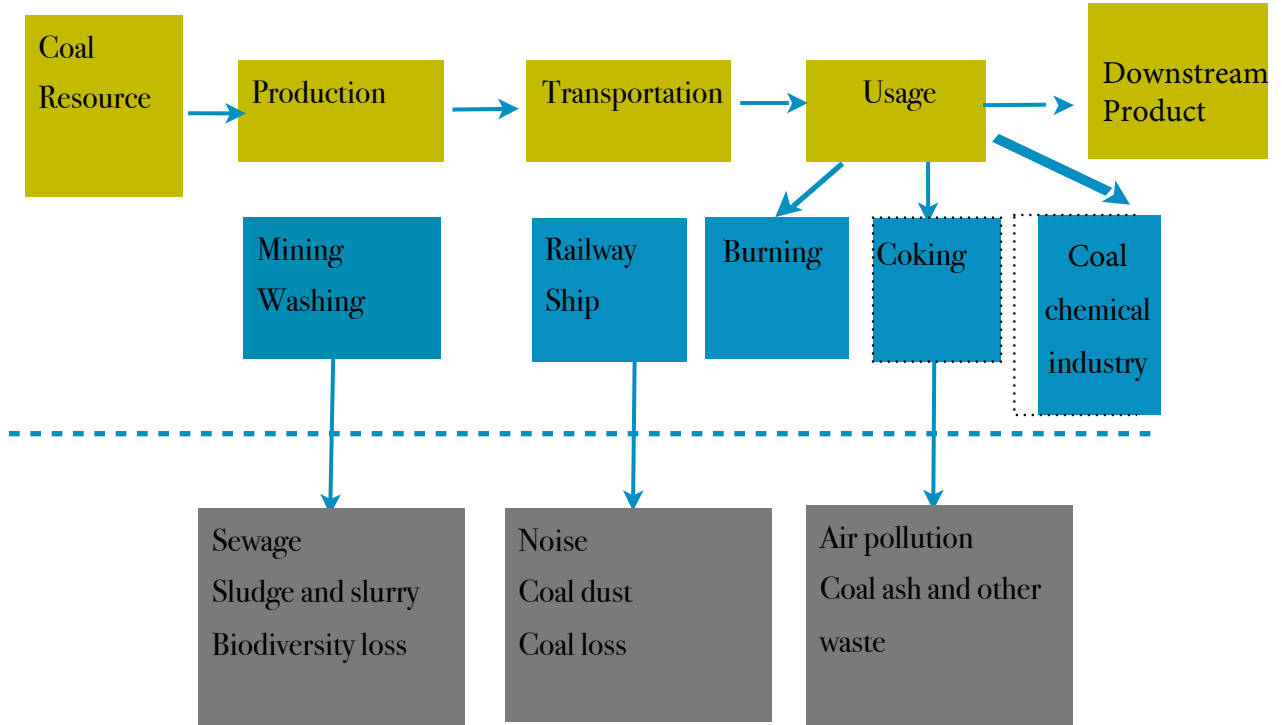 Coal
Resource
Production
Transportation
Usage
Downstream
Product
Mining
Washing
Railway
Ship
Burning
Coking
Coal
chemical
industry
Sewage
Sludge and slurry
Biodiversity loss
Noise
Coal dust
Coal loss
Air pollution
Coal ash and other
waste